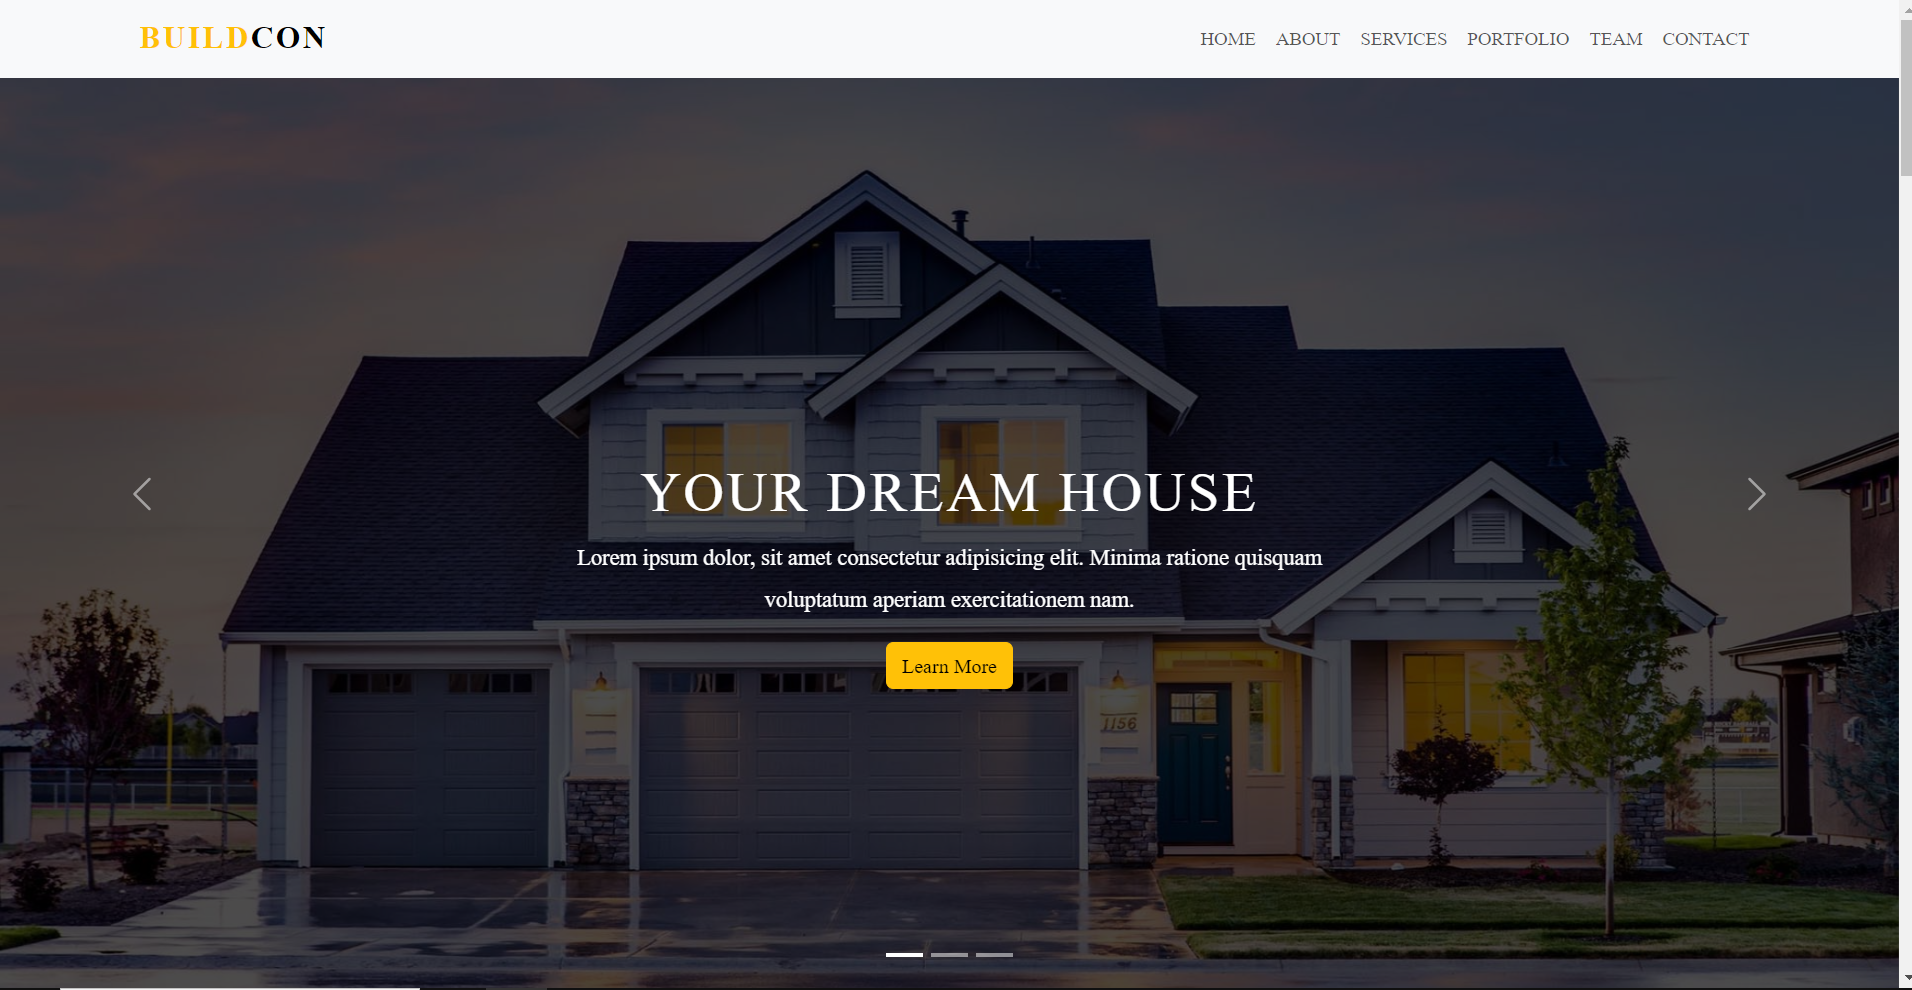 BUILDCON
HOME ABOUT SERVICES PORTFOLIO TEAM CONTACT
YOUR DREAM HOUSE
Lorem ipsum dolor, sit amet consectetur adipisicing elit. Minima ratione quisquam
voluptatum aperiam exercitationem nam.
Learn More
1156